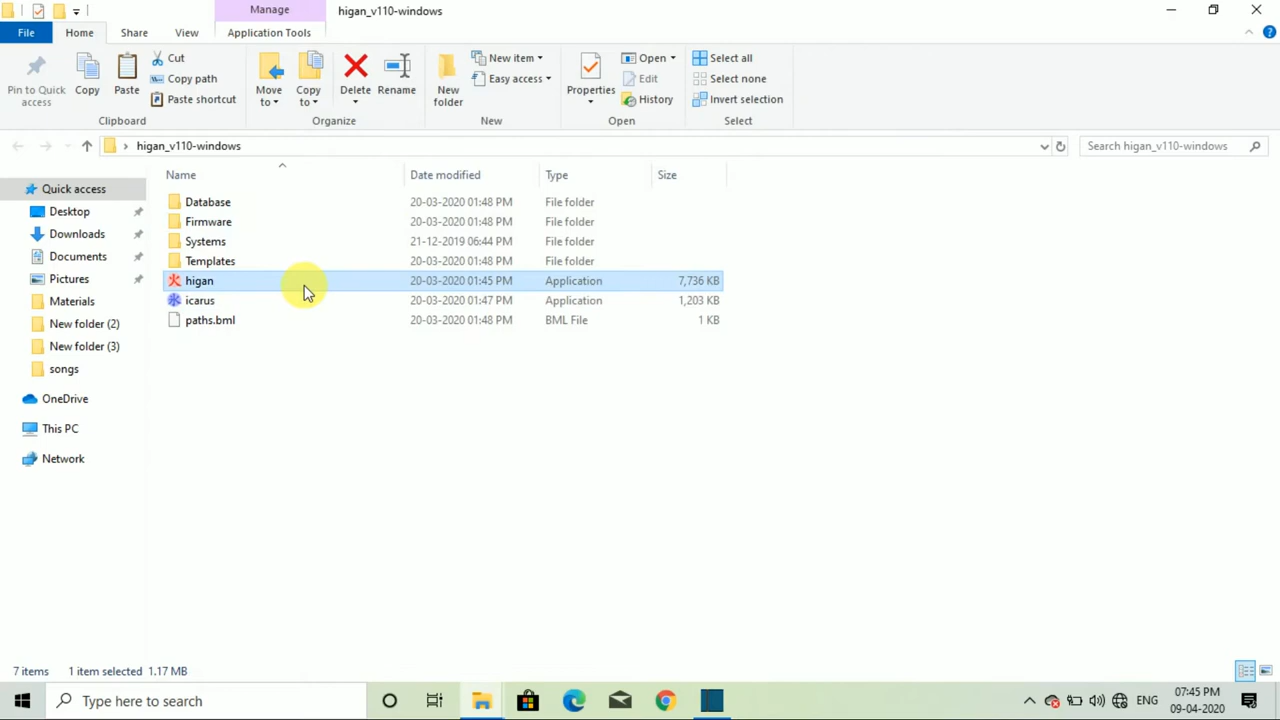 Manage
higan_v110-windows
File
Home
Share
View
Application Tools
Pin to Quick access
Copy
Paste
Cut
Copy path
Paste shortcut
Clipboard
Move to
Copy to
Delete
Rename
Organize
New folder
New item
Easy access
New
Properties
Open
Edit
History
Open
Select all
Select none
Invert selection
Select
higan_v110-windows
Search higan_v110-windows
Name
Date modified
Type
Size
Quick access
Desktop
Downloads
Documents
Pictures
Materials
New folder (2)
New folder (3)
songs
OneDrive
This PC
Network
Database 20-03-2020 01:48 PM File folder
Firmware 20-03-2020 01:48 PM File folder
Systems 21-12-2019 06:44 PM File folder
Templates 20-03-2020 01:48 PM File folder
higan 20-03-2020 01:45 PM Application 7,736 KB
icarus 20-03-2020 01:47 PM Application 1,203 KB
paths.bml 20-03-2020 01:48 PM BML File 1 KB
7 items 1 item selected 1.17 MB
Type here to search
ENG
07:45 PM
09-04-2020